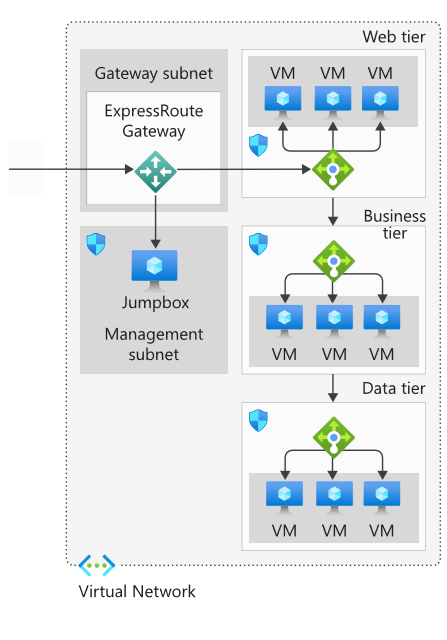 Web tier
Gateway subnet
ExpressRoute
Gateway
VM VM VM
Business
tier
Jumpbox
Management
subnet
VM VM VM
Data tier
VM VM VM
Virtual Network